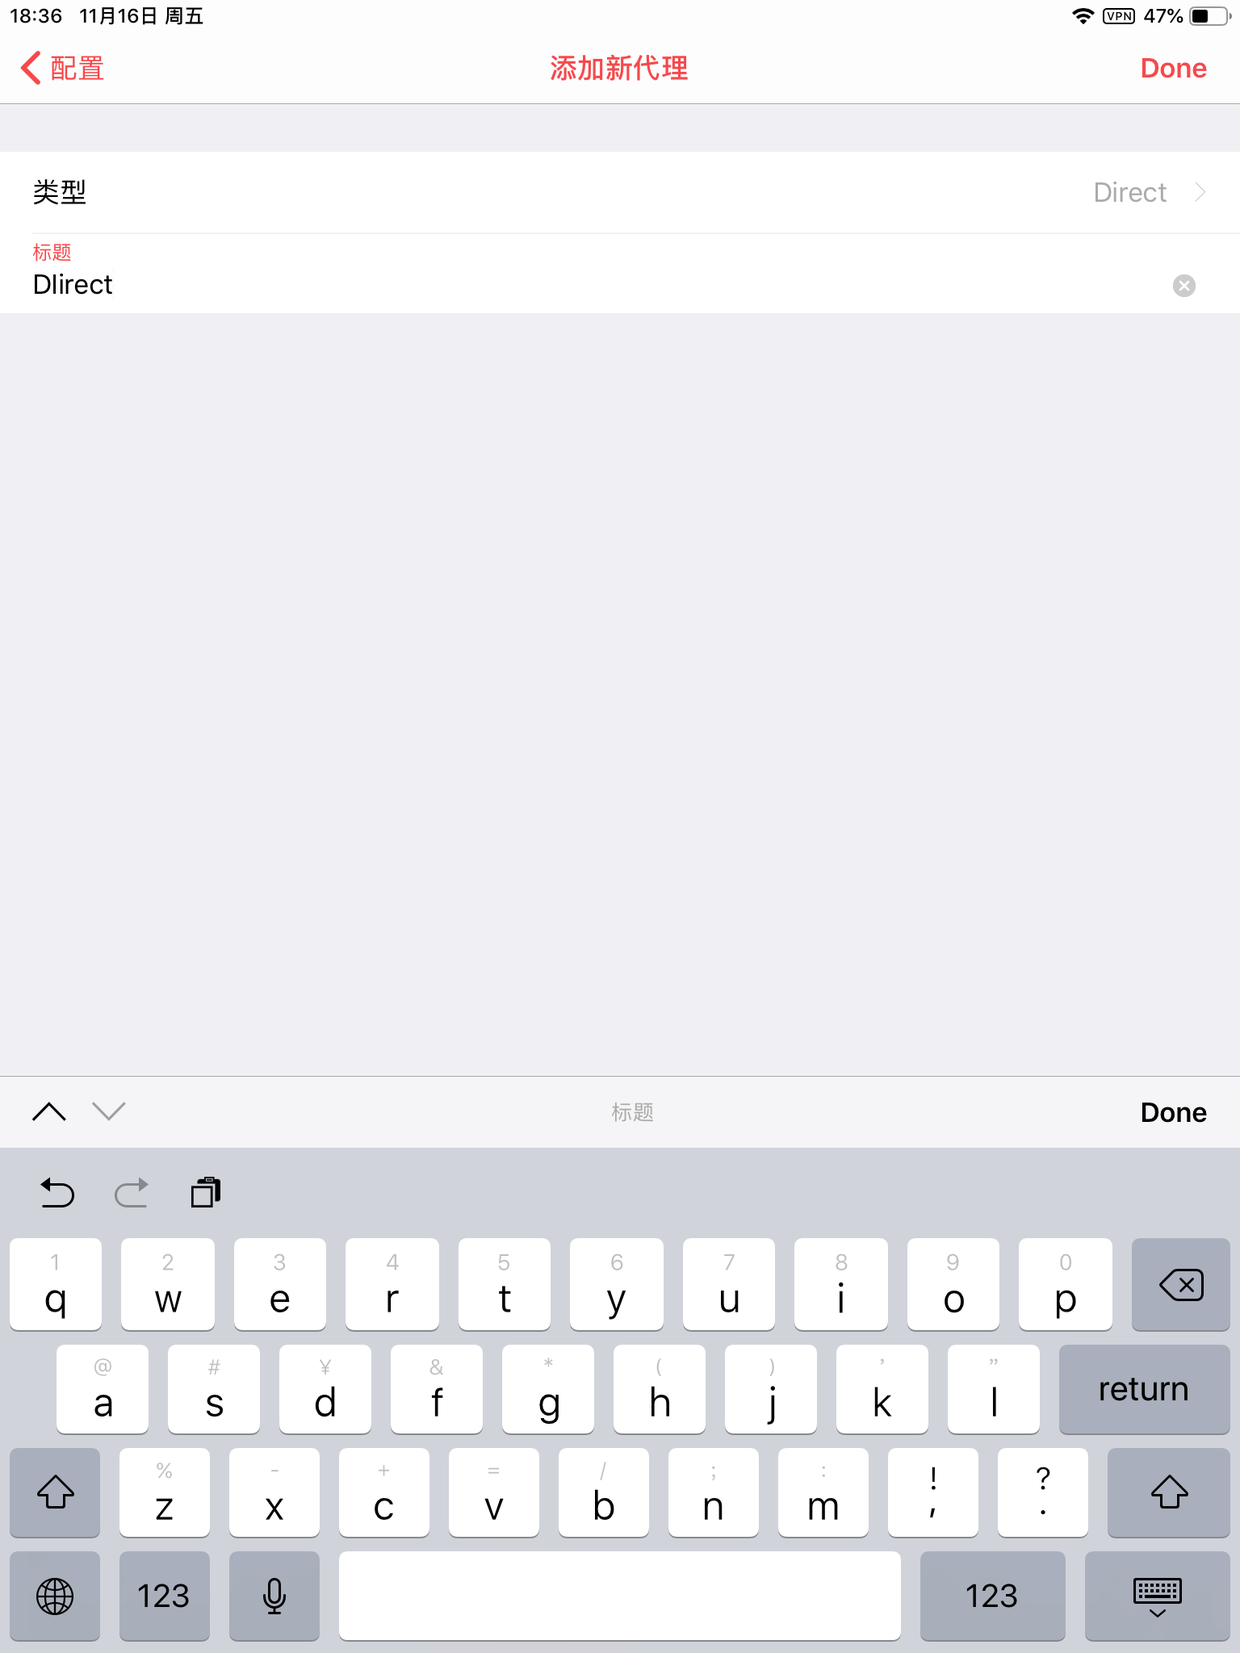 18:36 11月16日 周五
VPN 47%
配置
添加新代理
Done
类型
Direct
标题
DIirect
标题
Done
1 2 3 4 5 6 7 8 9 0
q w e r t y u i o p
@ # ¥ & * ( ) ’ ”
a s d f g h j k l return
% - + = / ; : ! ?
z x c v b n m , .
123 123